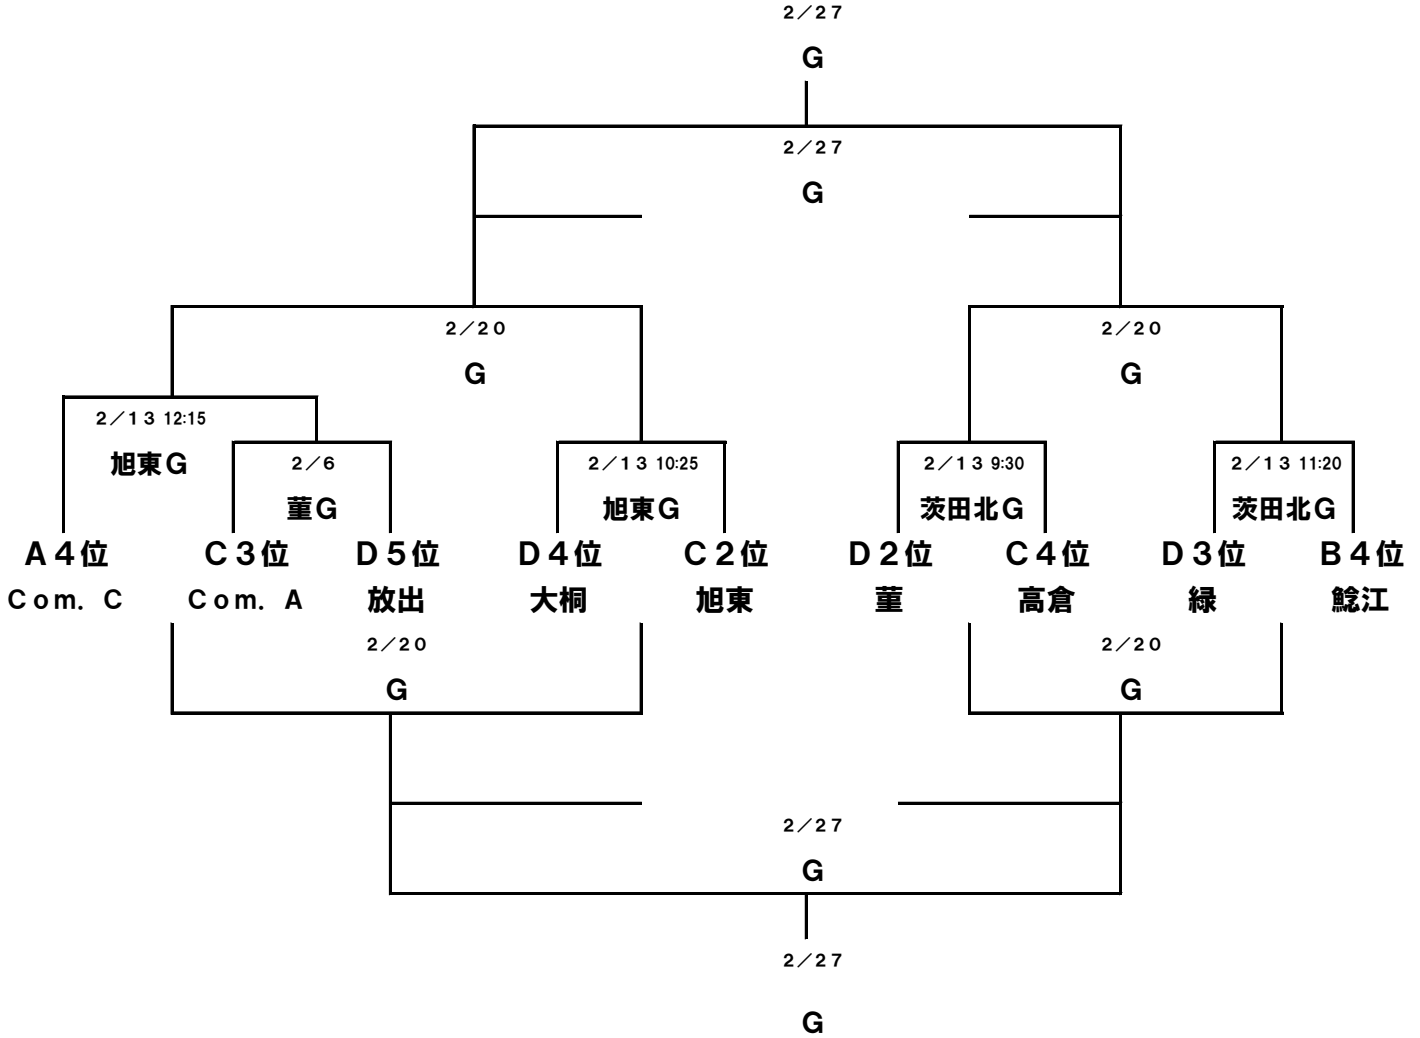 ２／２７
Ｇ
２／２７
Ｇ
２／２０
２／２０
Ｇ
Ｇ
２／１３ 12:15
旭東Ｇ
２／６
２／１３ 10:25
２／１３ 9:30
２／１３ 11:20
菫Ｇ
旭東Ｇ
茨田北Ｇ
茨田北Ｇ
Ａ４位 Ｃ３位 Ｄ５位 Ｄ４位 Ｃ２位 Ｄ２位 Ｃ４位 Ｄ３位 Ｂ４位
Ｃｏｍ．Ｃ Ｃｏｍ．Ａ 放出 大桐 旭東 菫 高倉 緑 鯰江
２／２０
２／２０
Ｇ
Ｇ
２／２７
Ｇ
２／２７
Ｇ